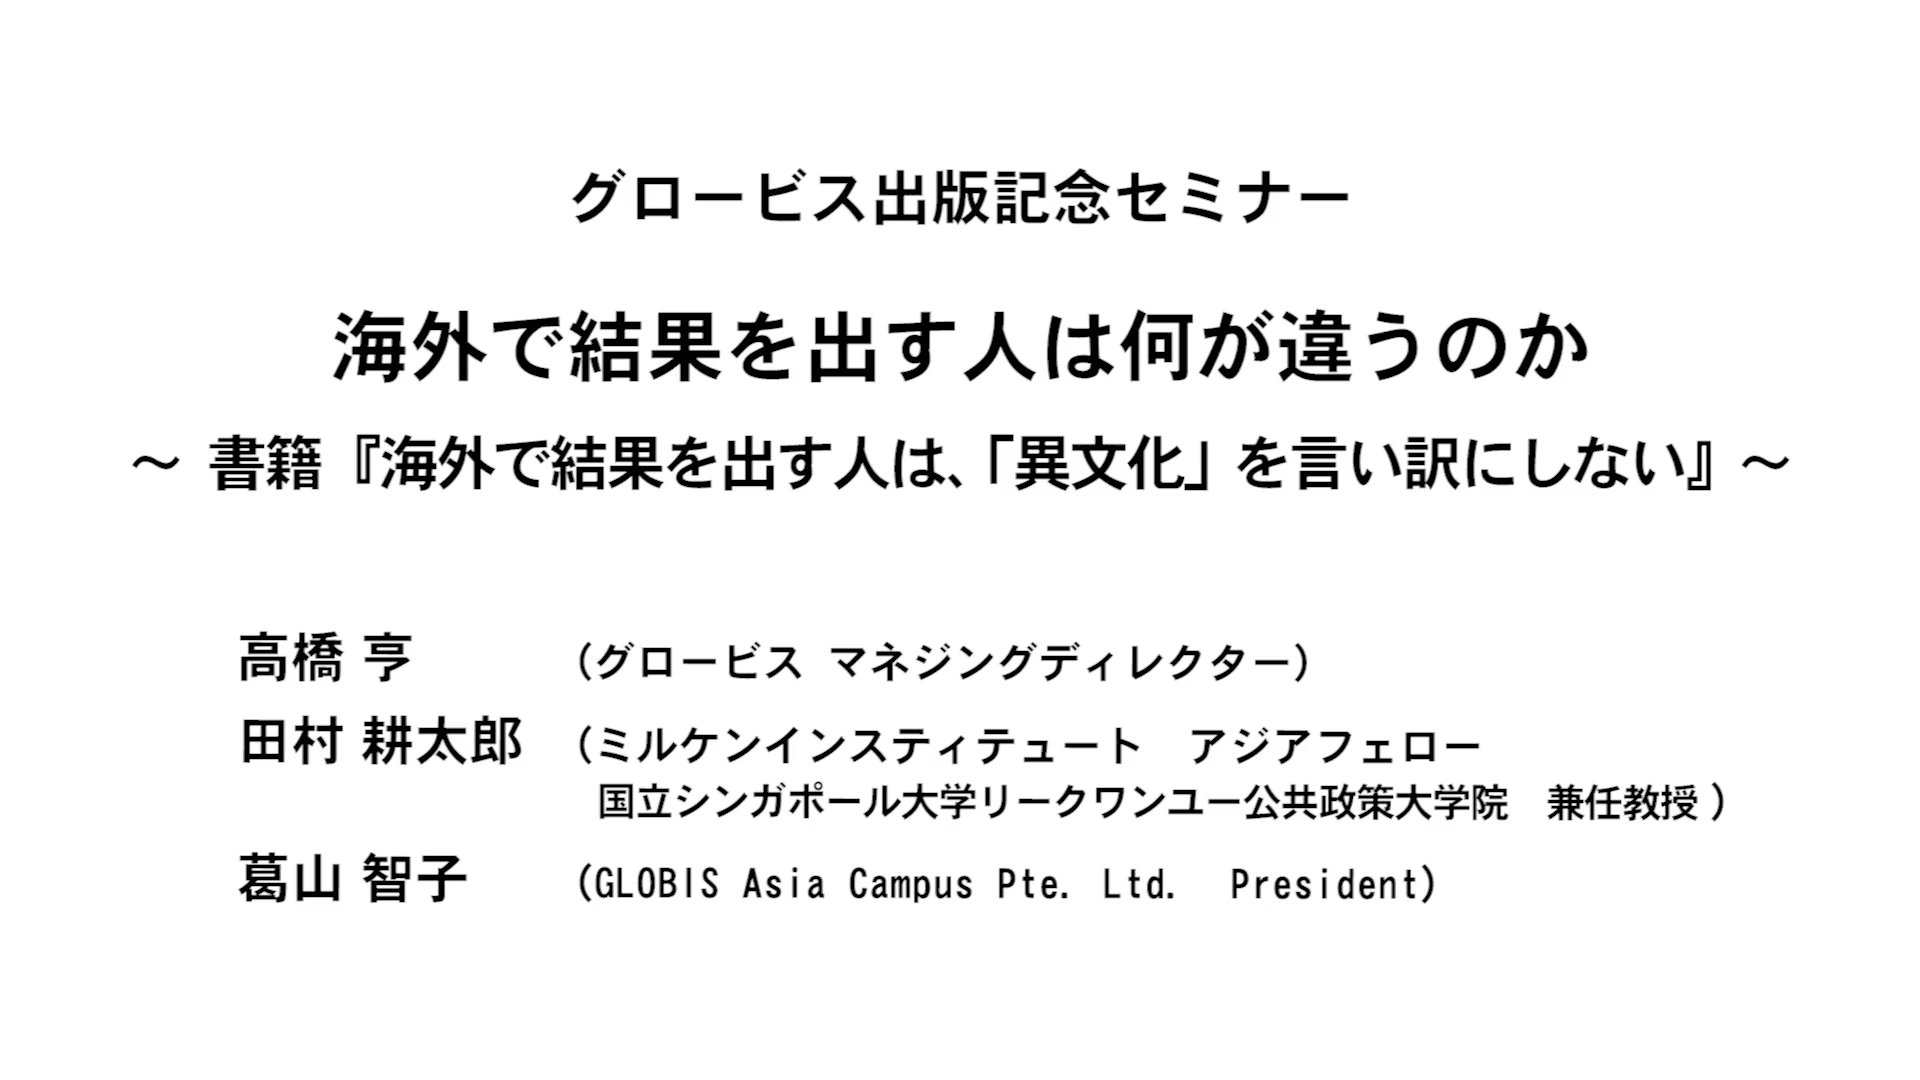 グロービス出版記念セミナー
海外で結果を出す人は何が違うのか
～ 書籍『海外で結果を出す人は、「異文化」を言い訳にしない』～
高橋 亨 (グロービス マネジングディレクター)
田村 耕太郎 (ミルケンインスティテュート　アジアフェロー
国立シンガポール大学リークワンユー公共政策大学院　兼任教授)
葛山 智子 (GLOBIS Asia Campus Pte. Ltd.　President)